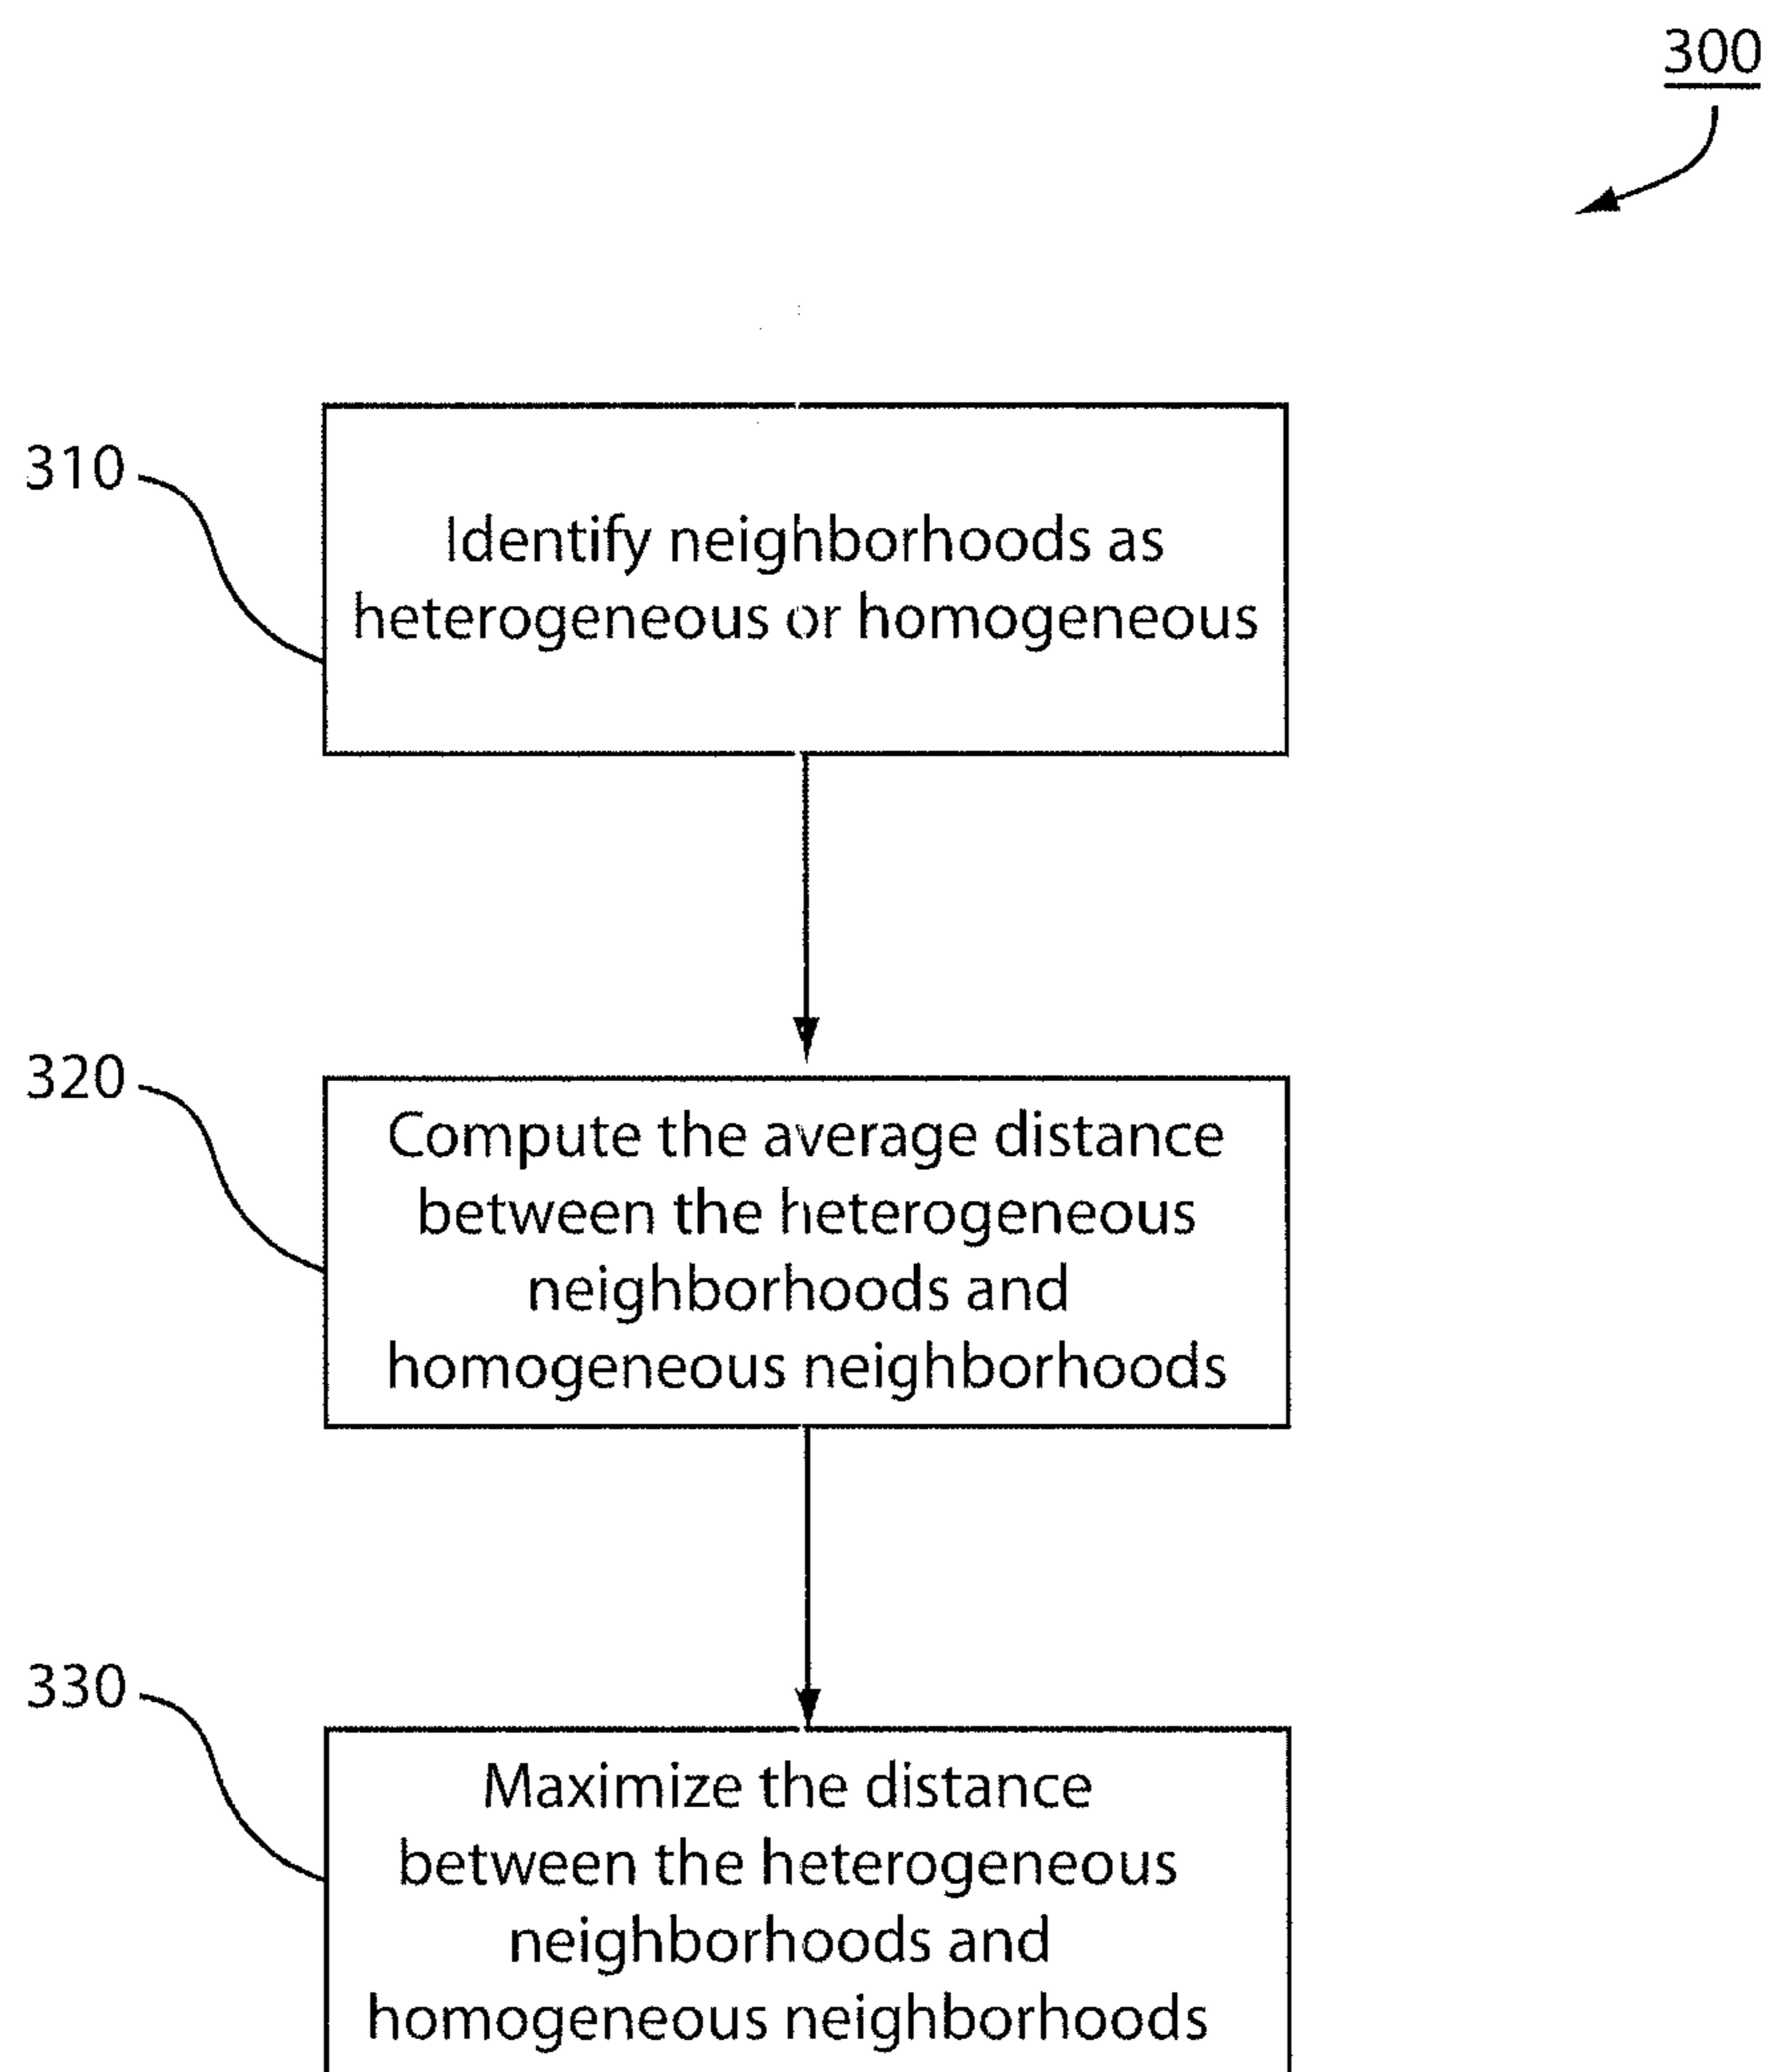 300
310
Identify neighborhoods as
heterogeneous or homogeneous
320
Compute the average distance
between the heterogeneous
neighborhoods and
homogeneous neighborhoods
330
Maximize the distance
between the heterogeneous
neighborhoods and
homogeneous neighborhoods